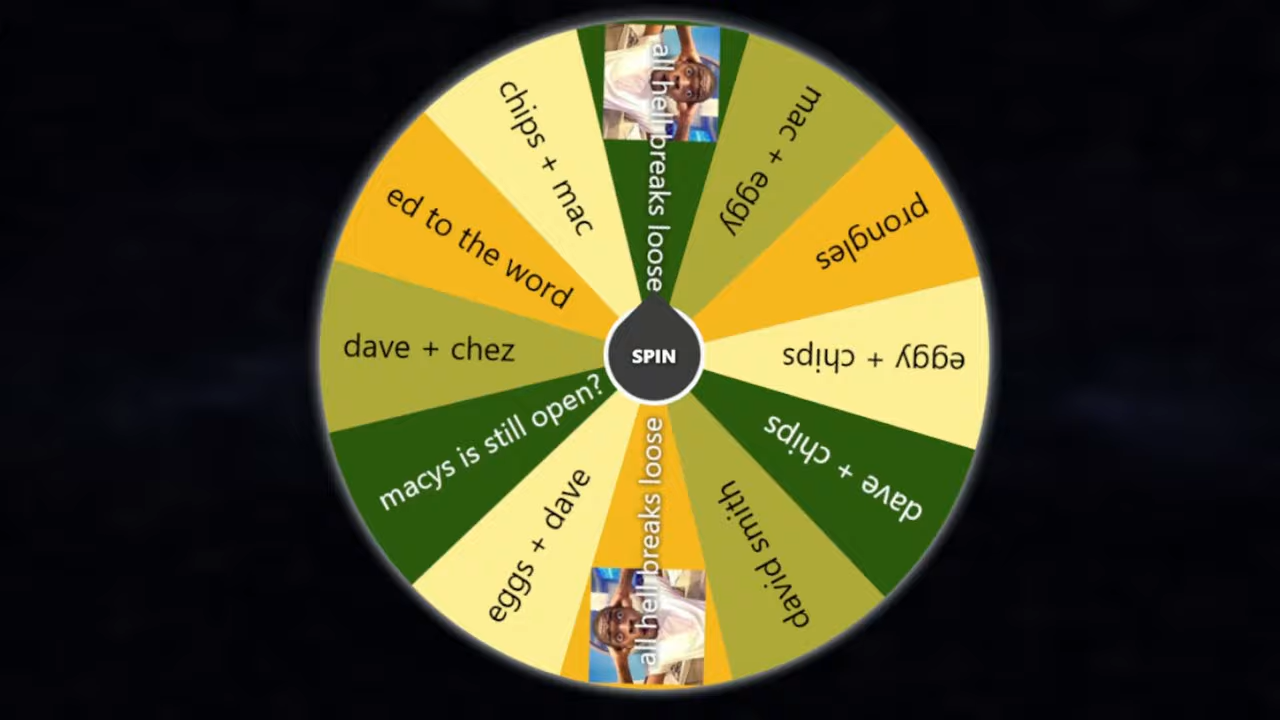 all hell breaks loose
mac + eggy
prongles
eggy + chips
dave + chips
david smith
all hell breaks loose
eggs + dave
macys is still open?
dave + chez
ed to the word
chips + mac
SPIN